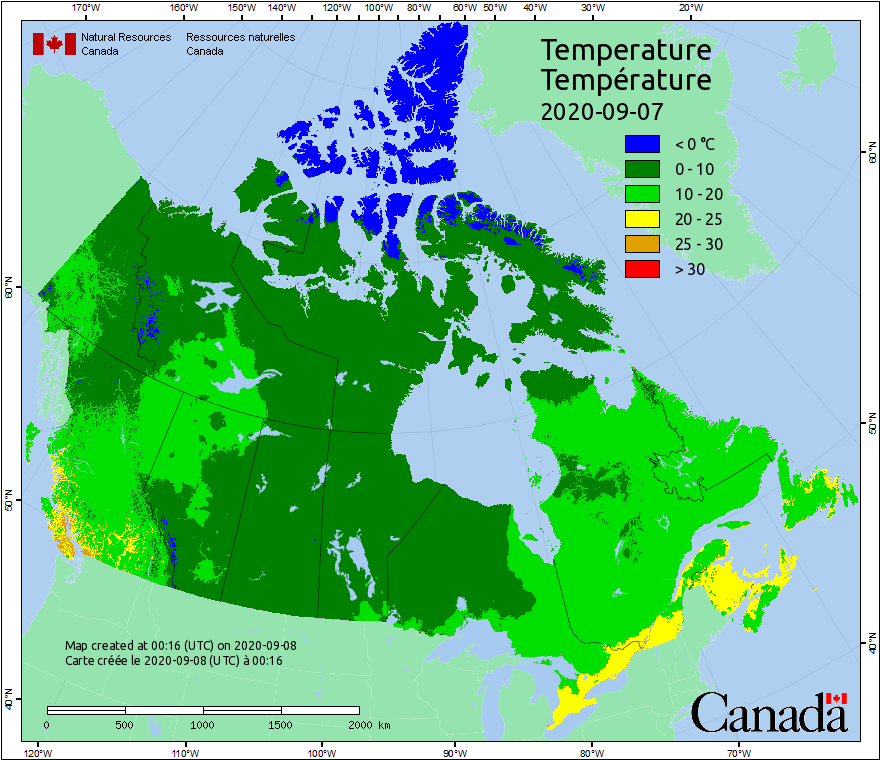 170°W 160°W 150°W 140°W 130°W 120°W 110°W 100°W 90°W 80°W 60°W 50°W 40°W 30°W 20°W
Natural Resources Ressources naturelles
Canada Canada
Temperature
Température
2020-09-07
< 0 °C
0 - 10
10 - 20
20 - 25
25 - 30
> 30
60°N
50°N
40°N
60°N
50°N
40°N
Map created at 00:16 (UTC) on 2020-09-08
Carte créée le 2020-09-08 (UTC) à 00:16
0 500 1000 1500 2000 km
Canada
120°W 110°W 100°W 90°W 80°W 70°W